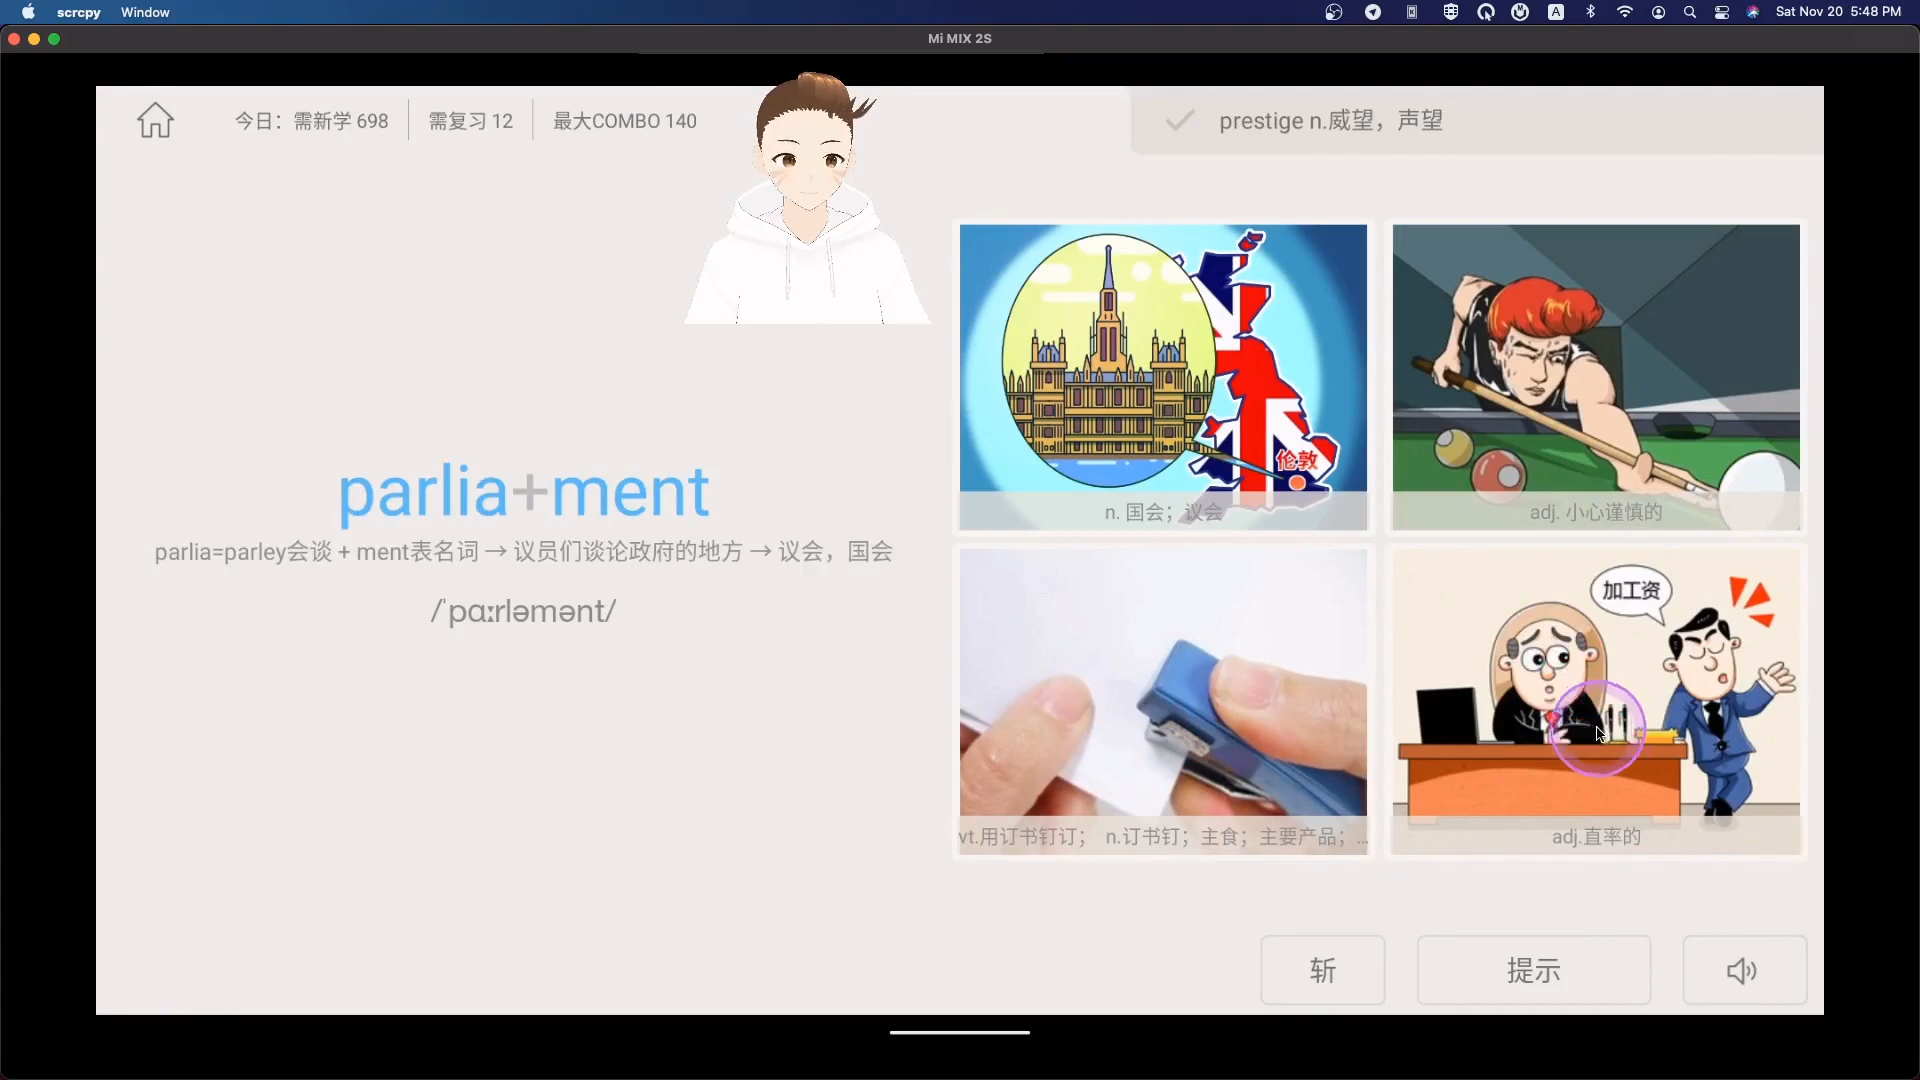 scrcpy Window
A Sat Nov 20 5:48 PM
Mi MIX 2S
今日：需新学 698 需复习 12 最大COMBO 140
prestige n.威望，声望
伦敦
n. 国会；议会
adj. 小心谨慎的
parlia+ment
parlia=parley会谈 + ment表名词 → 议员们谈论政府的地方 → 议会，国会
/ˈpɑːrləmənt/
加工资
vt.用订书钉订； n.订书钉；主食；主要产品；...
adj.直率的
斩 提示